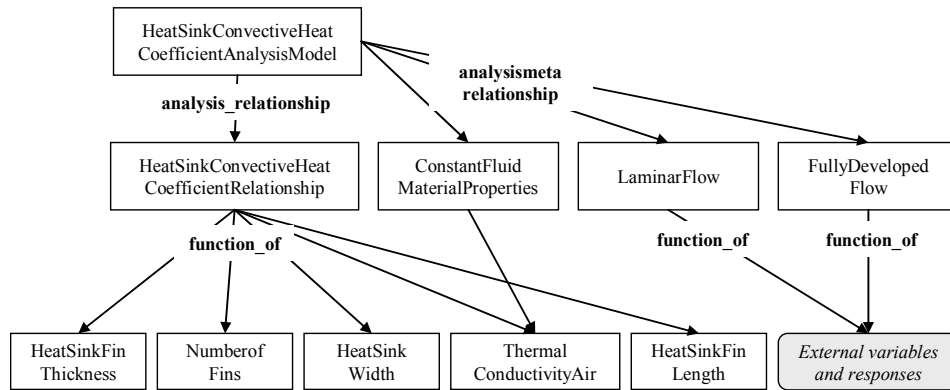 HeatSinkConvectiveHeat
CoefficientAnalysisModel
analysismeta
relationship
analysis_relationship
HeatSinkConvectiveHeat
CoefficientRelationship
ConstantFluid
MaterialProperties
LaminarFlow
FullyDeveloped
Flow
function_of
function_of
function_of
HeatSinkFin
Thickness
Numberof
Fins
HeatSink
Width
Thermal
ConductivityAir
HeatSinkFin
Length
External variables
and responses